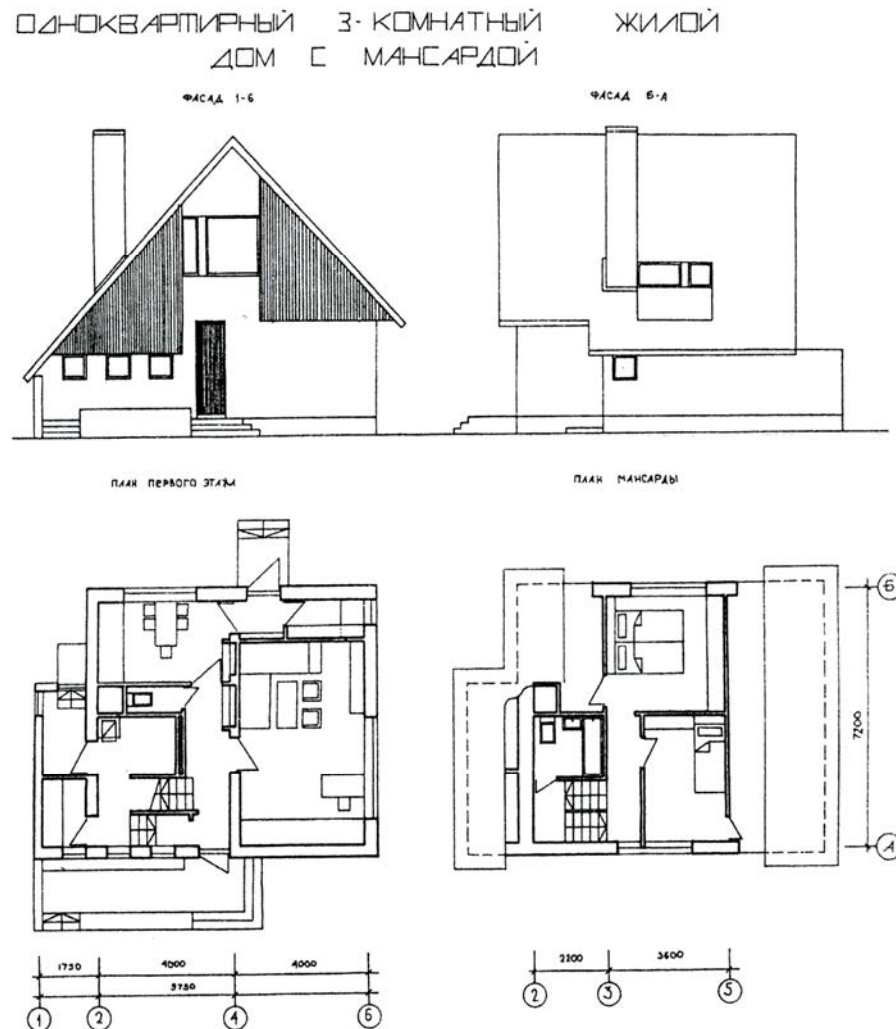 ОДНОКВАРТИРНЫЙ 3-КОМНАТНЫЙ ЖИЛОЙ
ДОМ С МАНСАРДОЙ
ФАСАД 1-6
ФАСАД Б-А
ПЛАН ПЕРВОГО ЭТАЖА
ПЛАН МАНСАРДЫ
Б
7200
А
1750 4000 4000
9750
1 2 4 6
2200 3600
2 3 5